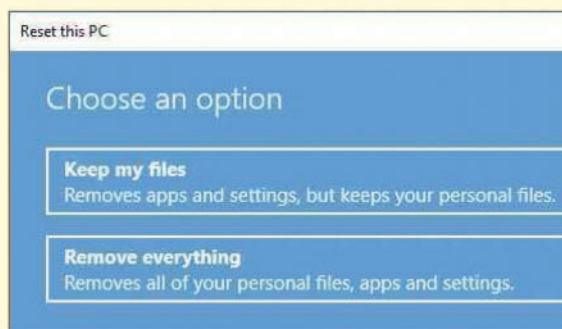 Reset this PC
Choose an option
Keep my files
Removes apps and settings, but keeps your personal files.
Remove everything
Removes all of your personal files, apps and settings.